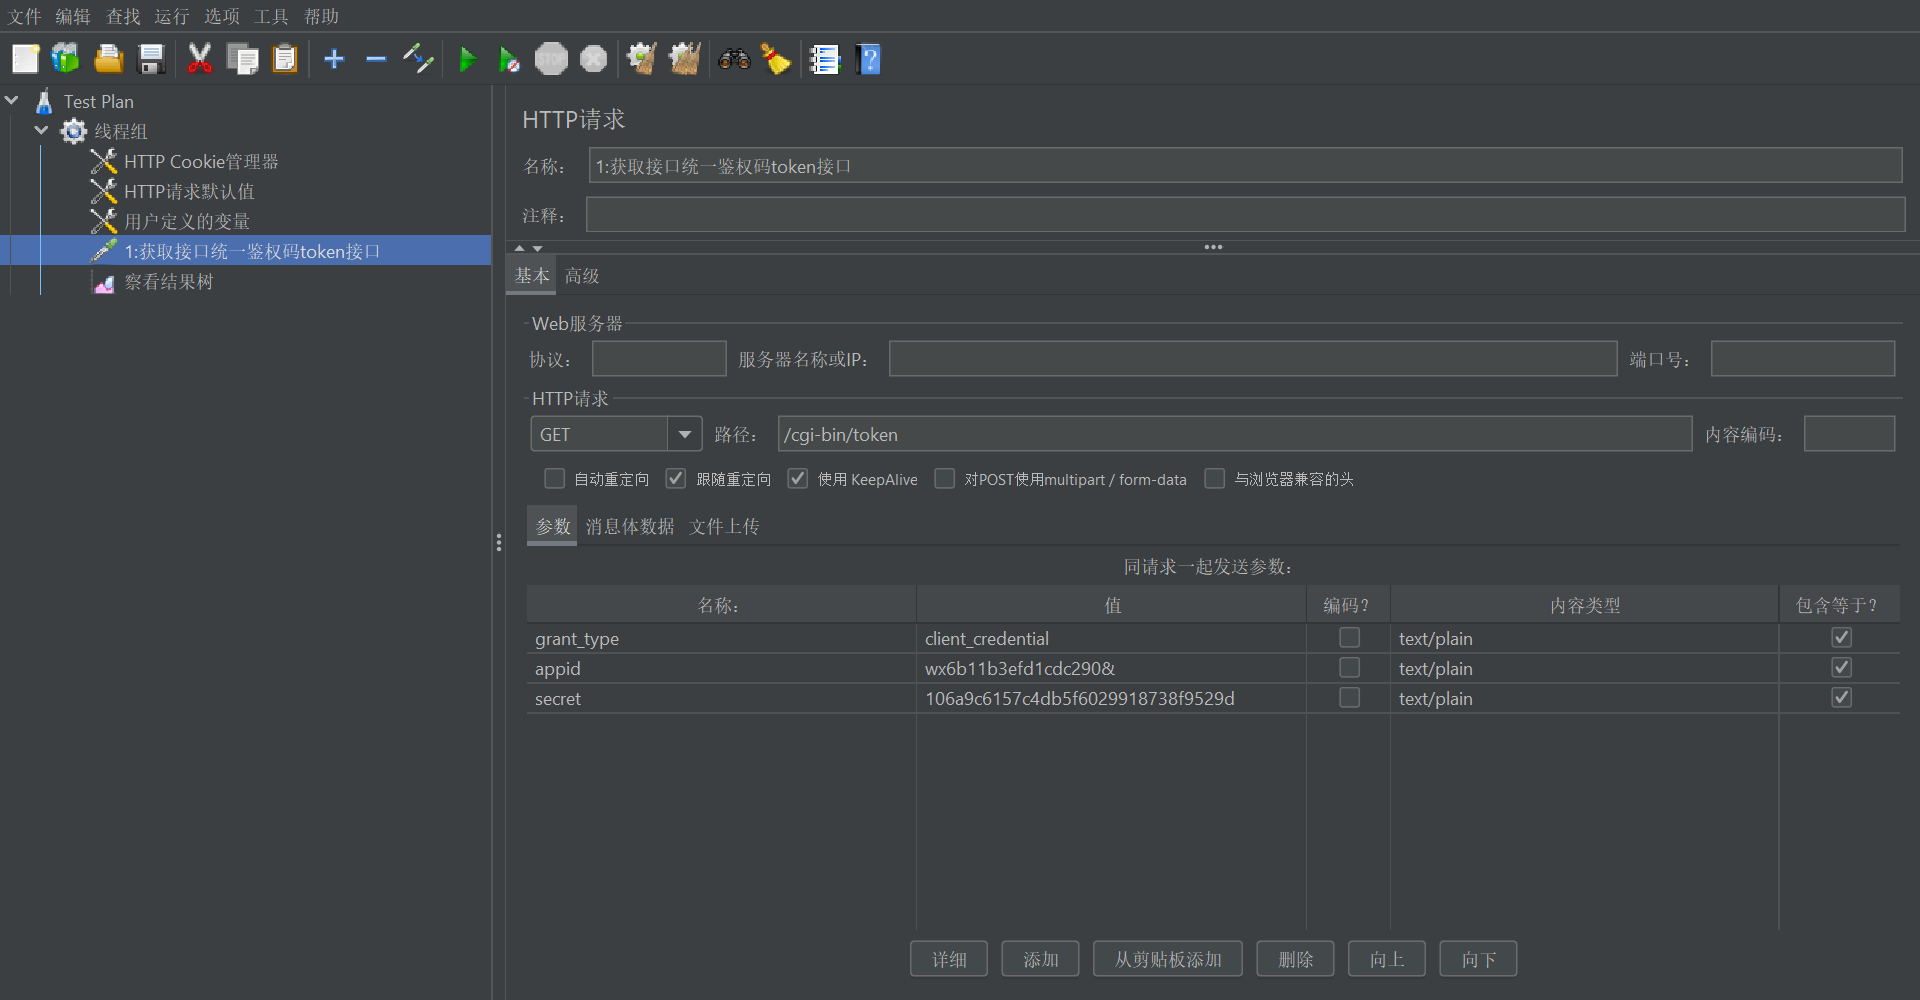 文件 编辑 查找 运行 选项 工具 帮助
STOP
Test Plan
线程组
HTTP Cookie管理器
HTTP请求默认值
用户定义的变量
1:获取接口统一鉴权码token接口
察看结果树
HTTP请求
名称： 1:获取接口统一鉴权码token接口
注释：
基本 高级
Web服务器
协议： 服务器名称或IP： 端口号：
HTTP请求
GET 路径： /cgi-bin/token 内容编码：
自动重定向 跟随重定向 使用 KeepAlive 对POST使用multipart / form-data 与浏览器兼容的头
参数 消息体数据 文件上传
同请求一起发送参数：
名称： 值 编码？ 内容类型 包含等于？
grant_type client_credential text/plain
appid wx6b11b3efd1cdc290& text/plain
secret 106a9c6157c4db5f6029918738f9529d text/plain
详细 添加 从剪贴板添加 删除 向上 向下